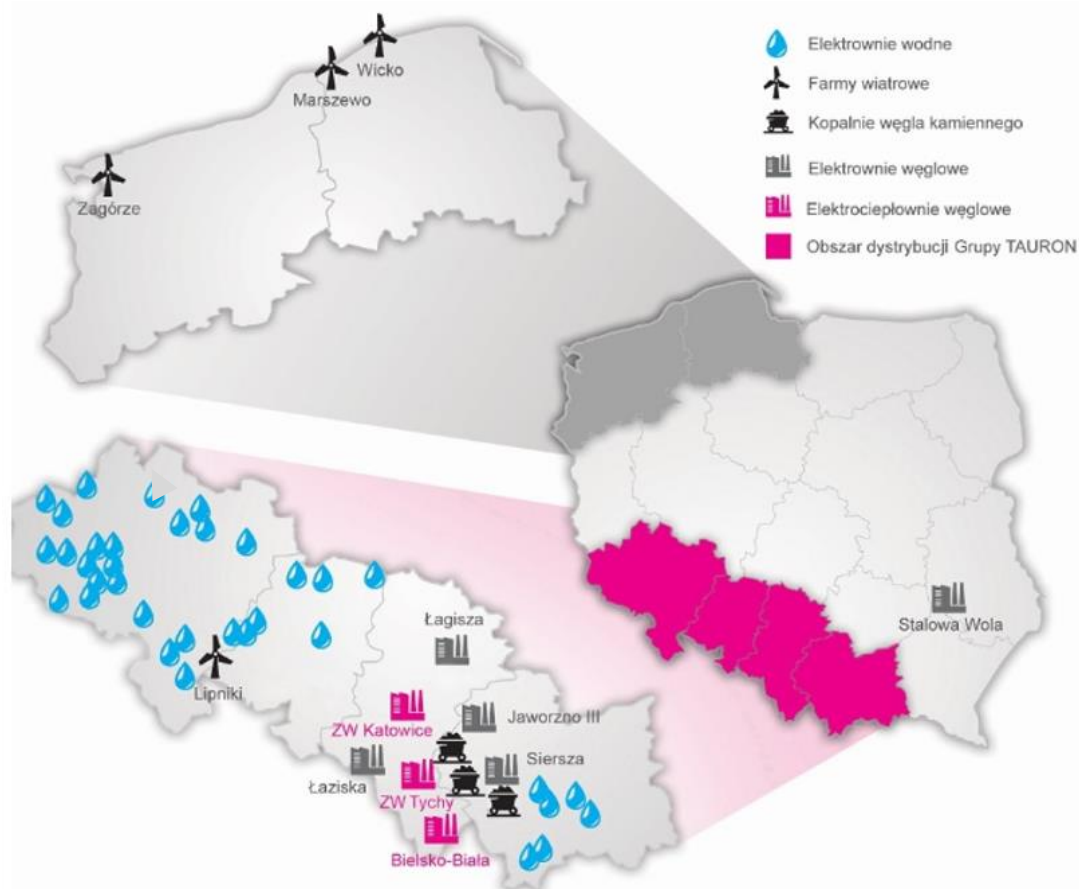 Elektrownie wodne
Farmy wiatrowe
Kopalnie węgla kamiennego
Elektrownie węglowe
Elektrociepłownie węglowe
Obszar dystrybucji Grupy TAURON
Wicko
Marszewo
Zagórze
Stalowa Wola
Łagisza
Lipniki
ZW Katowice
Jaworzno III
Siersza
Łaziska
ZW Tychy
Bielsko-Biała